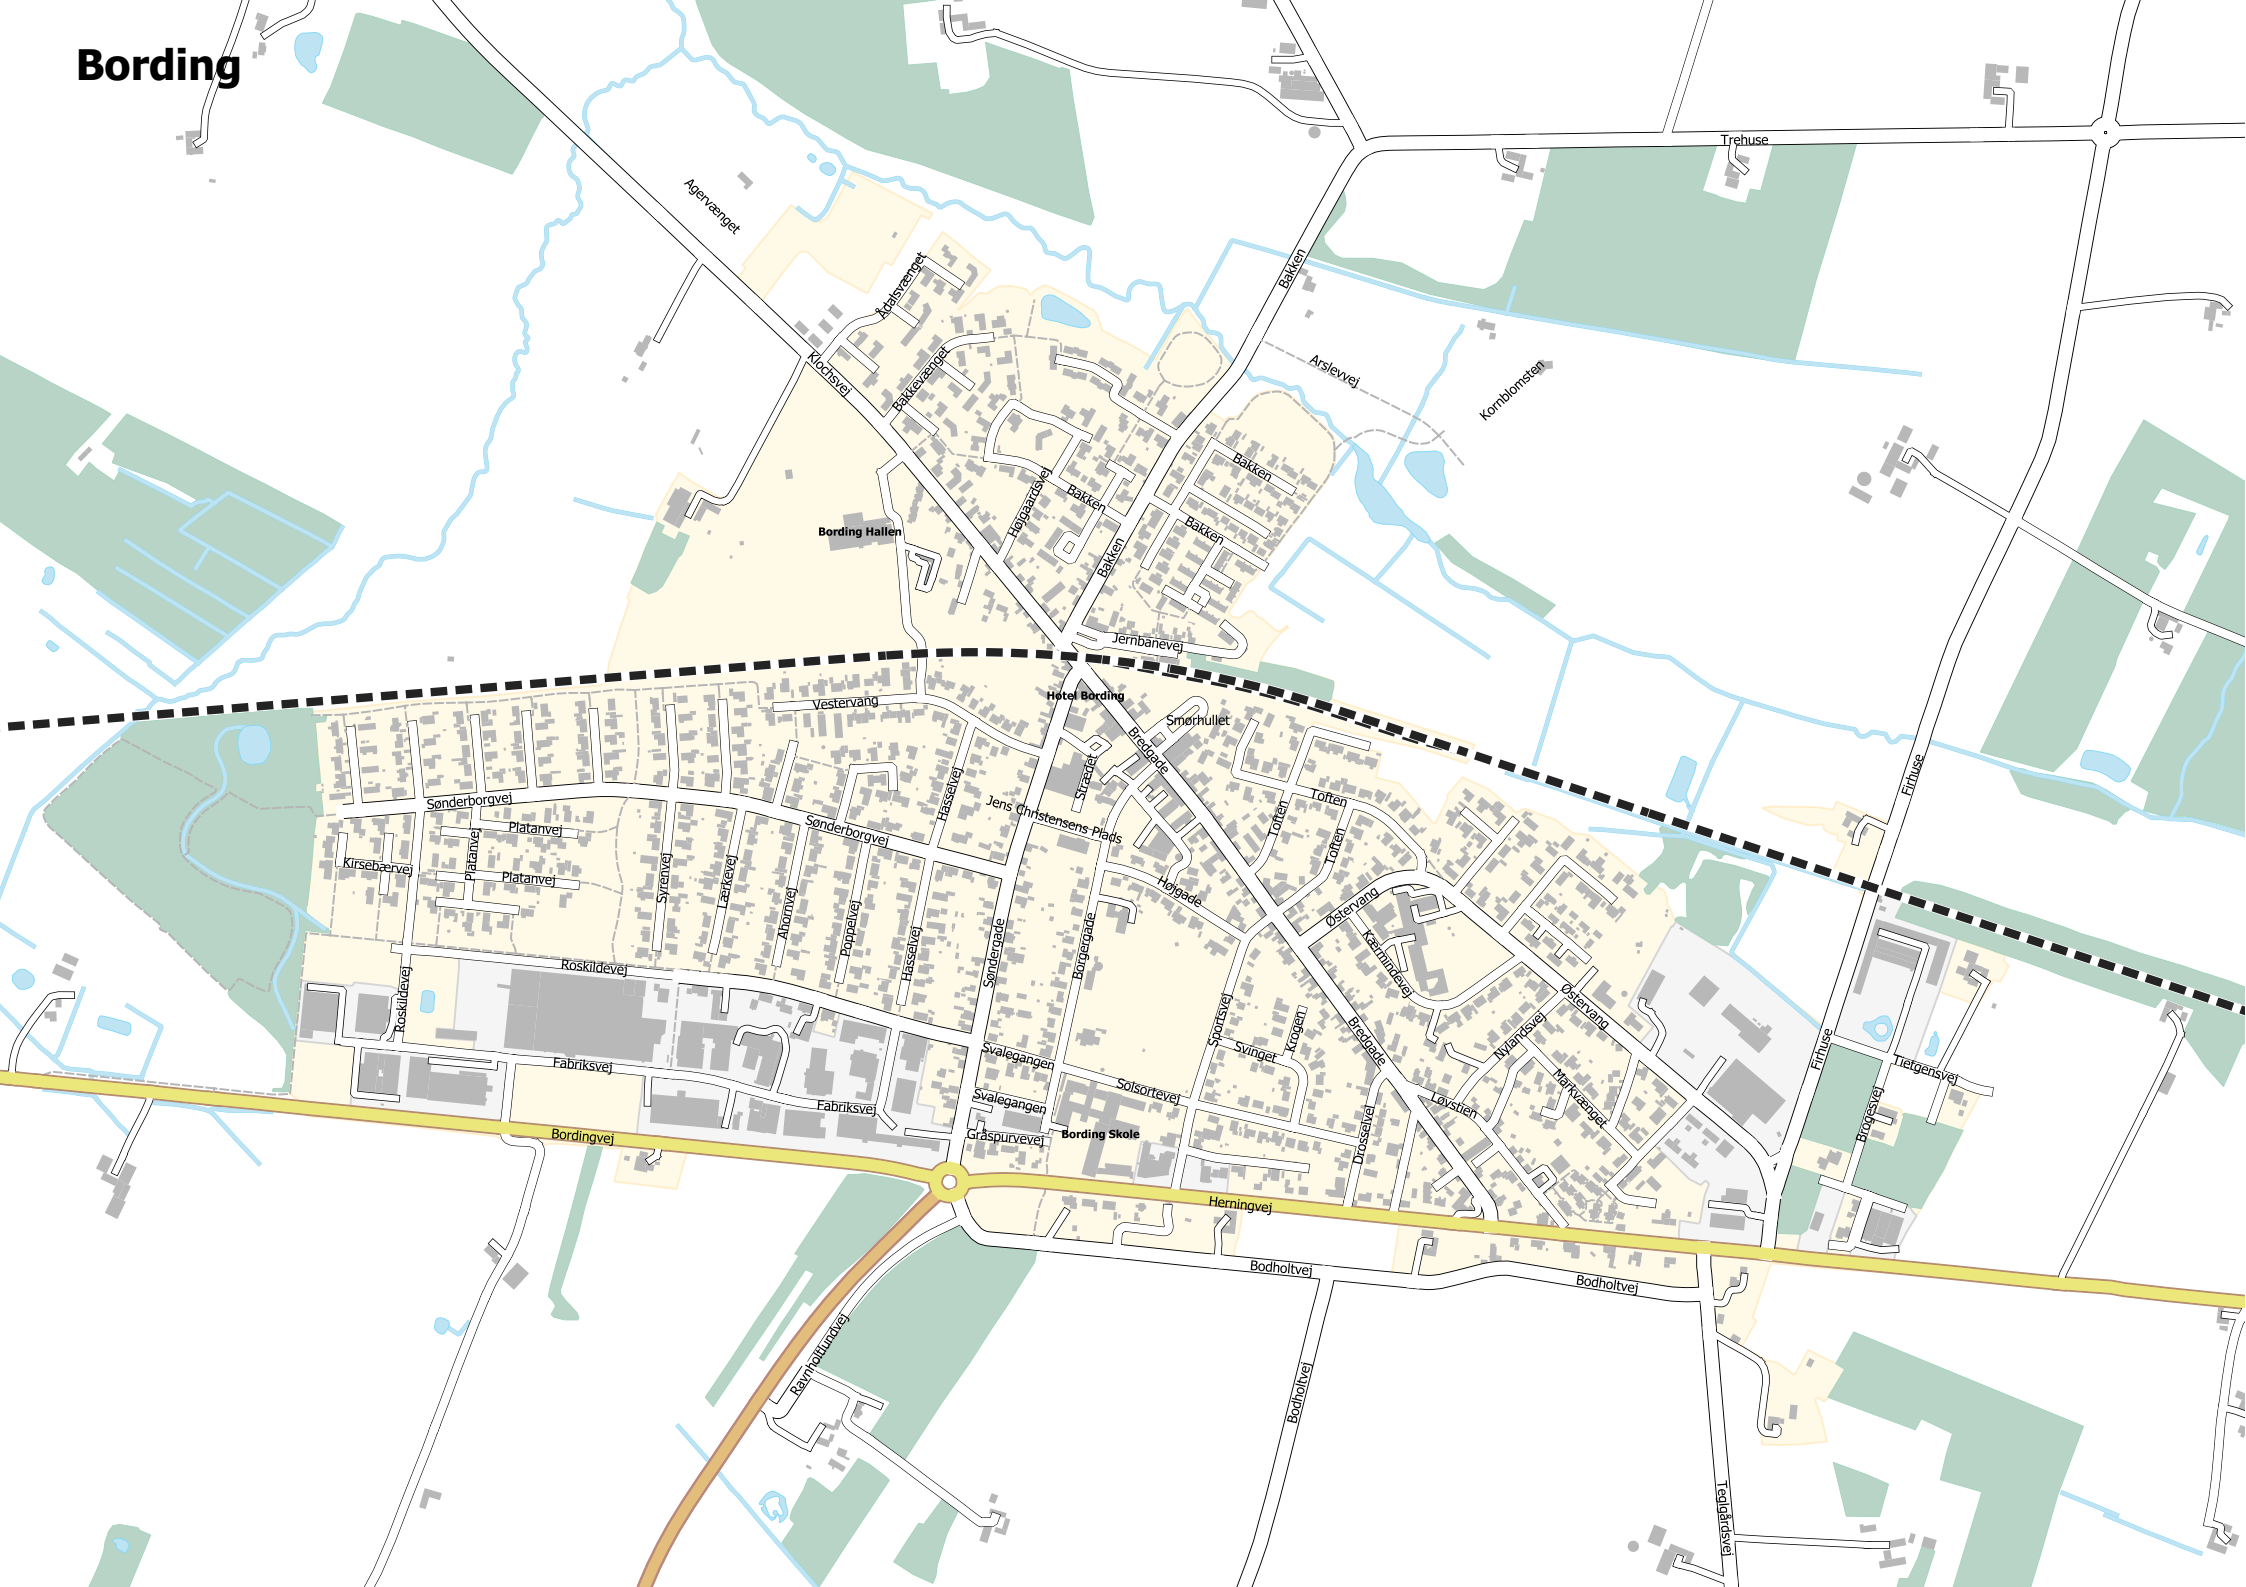 Bording
Trehuse
Agervænget
Bakken
Ådalsvænget
Klochsvej
Bakkevænget
Arslevvej
Kornblomsten
Bakken
Bakken
Højgaardsvej
Bakken
Bording Hallen
Bakken
Jernbanevej
Hotel Bording
Vestervang
Smørhullet
Bredgade
Strædet
Firhuse
Hasselvej
Sønderborgvej
Toften
Toften
Toften
Jens Christensens Plads
Sønderborgvej
Platanvej
Platanvej
Kirsebærvej
Platanvej
Syrenvej
Lærkevej
Ahornvej
Poppelvej
Hasselvej
Højgade
Østervang
Søndergade
Borgergade
Kærmindevej
Roskildevej
Roskildevej
Østervang
Sportsvej
Krogen
Svinget
Bredgade
Nylandsvej
Firhuse
Svalegangen
Fabriksvej
Solsortevej
Tietgensvej
Markvænget
Løvstien
Svalegangen
Fabriksvej
Brogesvej
Bordingvej
Gråspurvevej
Bording Skole
Drosselvej
Herningvej
Bodholtvej
Bodholtvej
Ravnholtlundvej
Bodholtvej
Teglgårdsvej